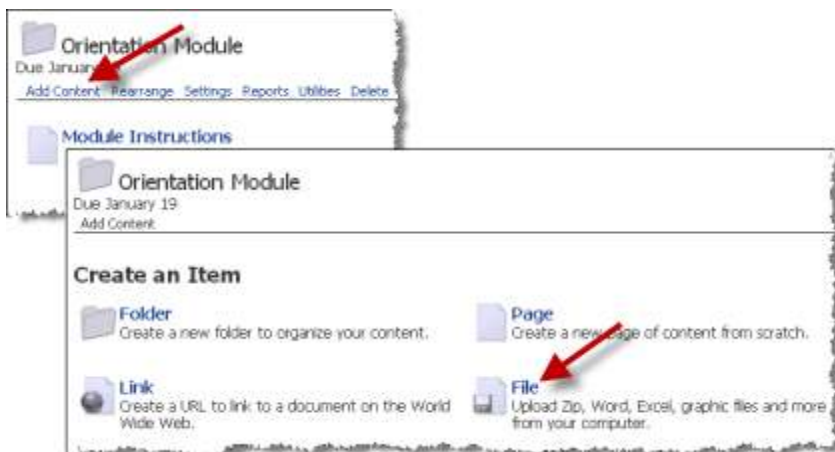 Orientation Module
Due January
Add Content Rearrange Settings Reports Utilities Delete
Module Instructions
Orientation Module
Due January 19
Add Content
Create an Item
Folder
Create a new folder to organize your content.
Page
Create a new page of content from scratch.
Link
Create a URL to link to a document on the World
Wide Web.
File
Upload Zip, Word, Excel, graphic files and more
from your computer.